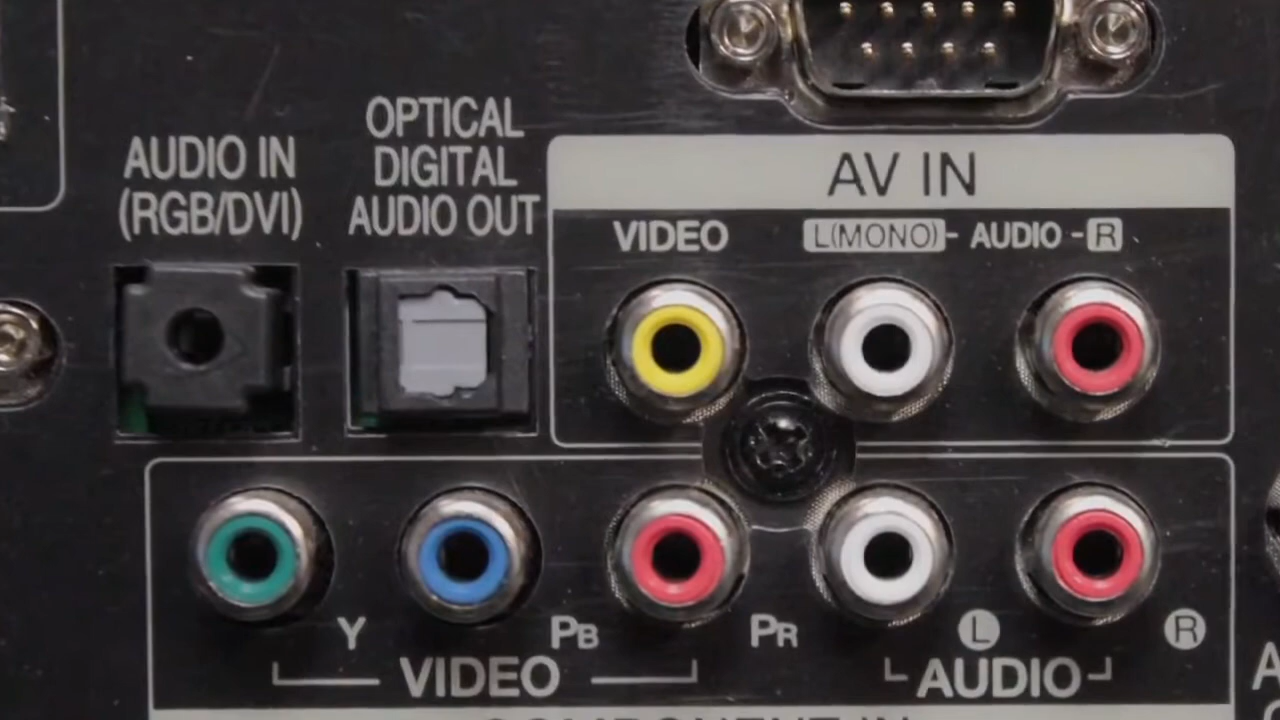 AUDIO IN
(RGB/DVI)
OPTICAL
DIGITAL
AUDIO OUT
AV IN
VIDEO
L(MONO)- AUDIO -R
Y
PB
PR
L
R
VIDEO
AUDIO